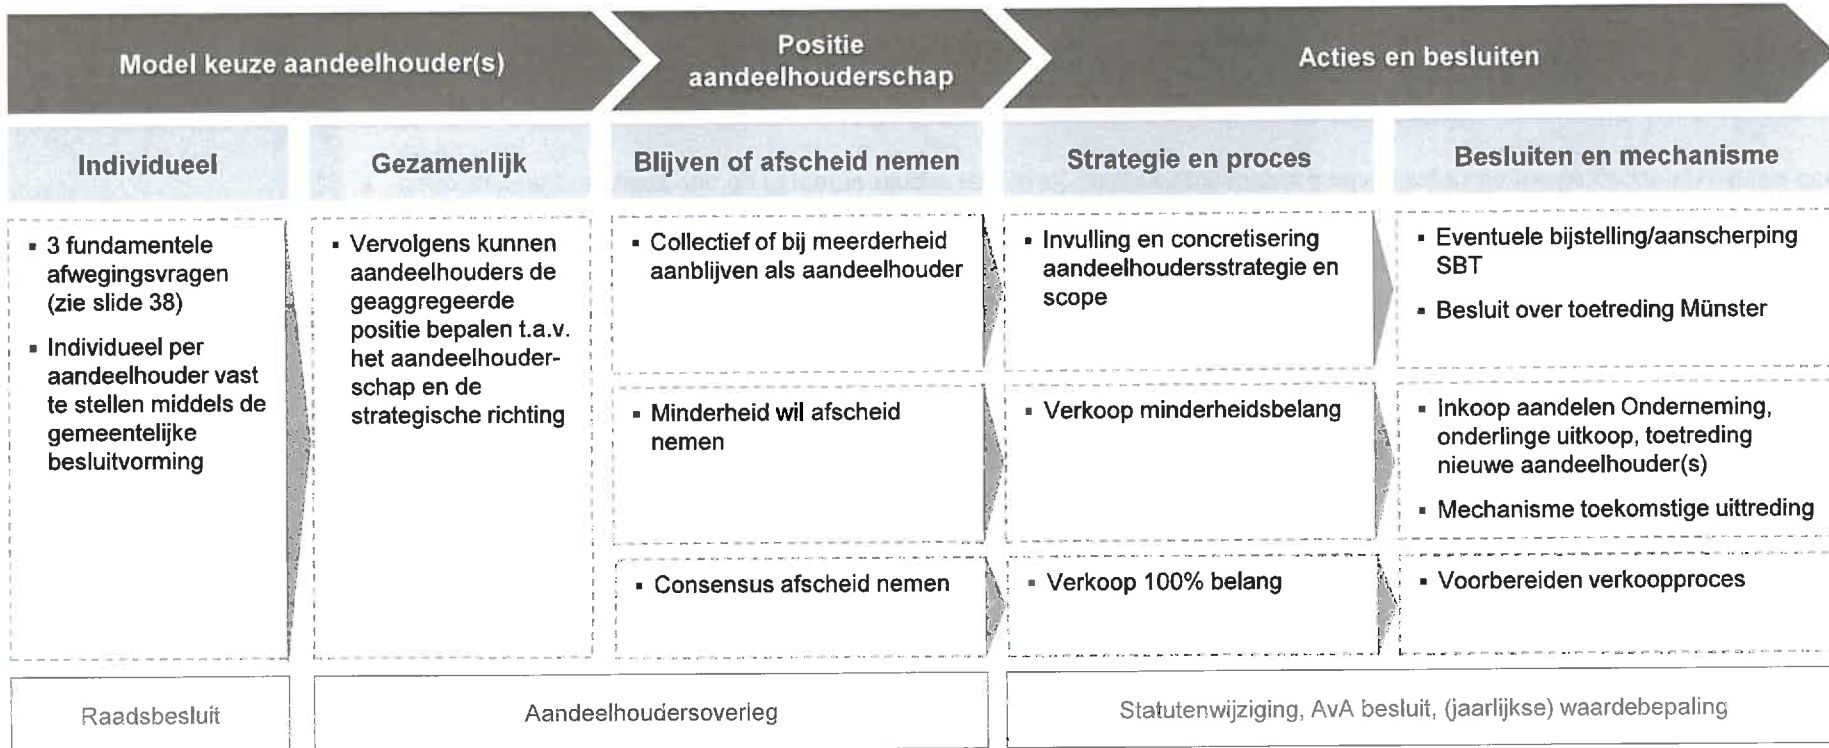 Model keuze aandeelhouder(s)
Positie
aandeelhouderschap
Acties en besluiten
Individueel
Gezamenlijk
Blijven of afscheid nemen
Strategie en proces
Besluiten en mechanisme
▪ 3 fundamentele
afwegingsvragen
(zie slide 38)
▪ Individueel per
aandeelhouder vast
te stellen middels de
gemeentelijke
besluitvorming
▪ Vervolgens kunnen
aandeelhouders de
geaggregeerde
positie bepalen t.a.v.
het aandeelhouder-
schap en de
strategische richting
▪ Collectief of bij meerderheid
aanblijven als aandeelhouder
▪ Invulling en concretisering
aandeelhoudersstrategie en
scope
▪ Eventuele bijstelling/aanscherping
SBT
▪ Besluit over toetreding Münster
▪ Minderheid wil afscheid
nemen
▪ Verkoop minderheidsbelang
▪ Inkoop aandelen Onderneming,
onderlinge uitkoop, toetreding
nieuwe aandeelhouder(s)
▪ Mechanisme toekomstige uittreding
▪ Consensus afscheid nemen
▪ Verkoop 100% belang
▪ Voorbereiden verkoopproces
Raadsbesluit
Aandeelhoudersoverleg
Statutenwijziging, AvA besluit, (jaarlijkse) waardebepaling